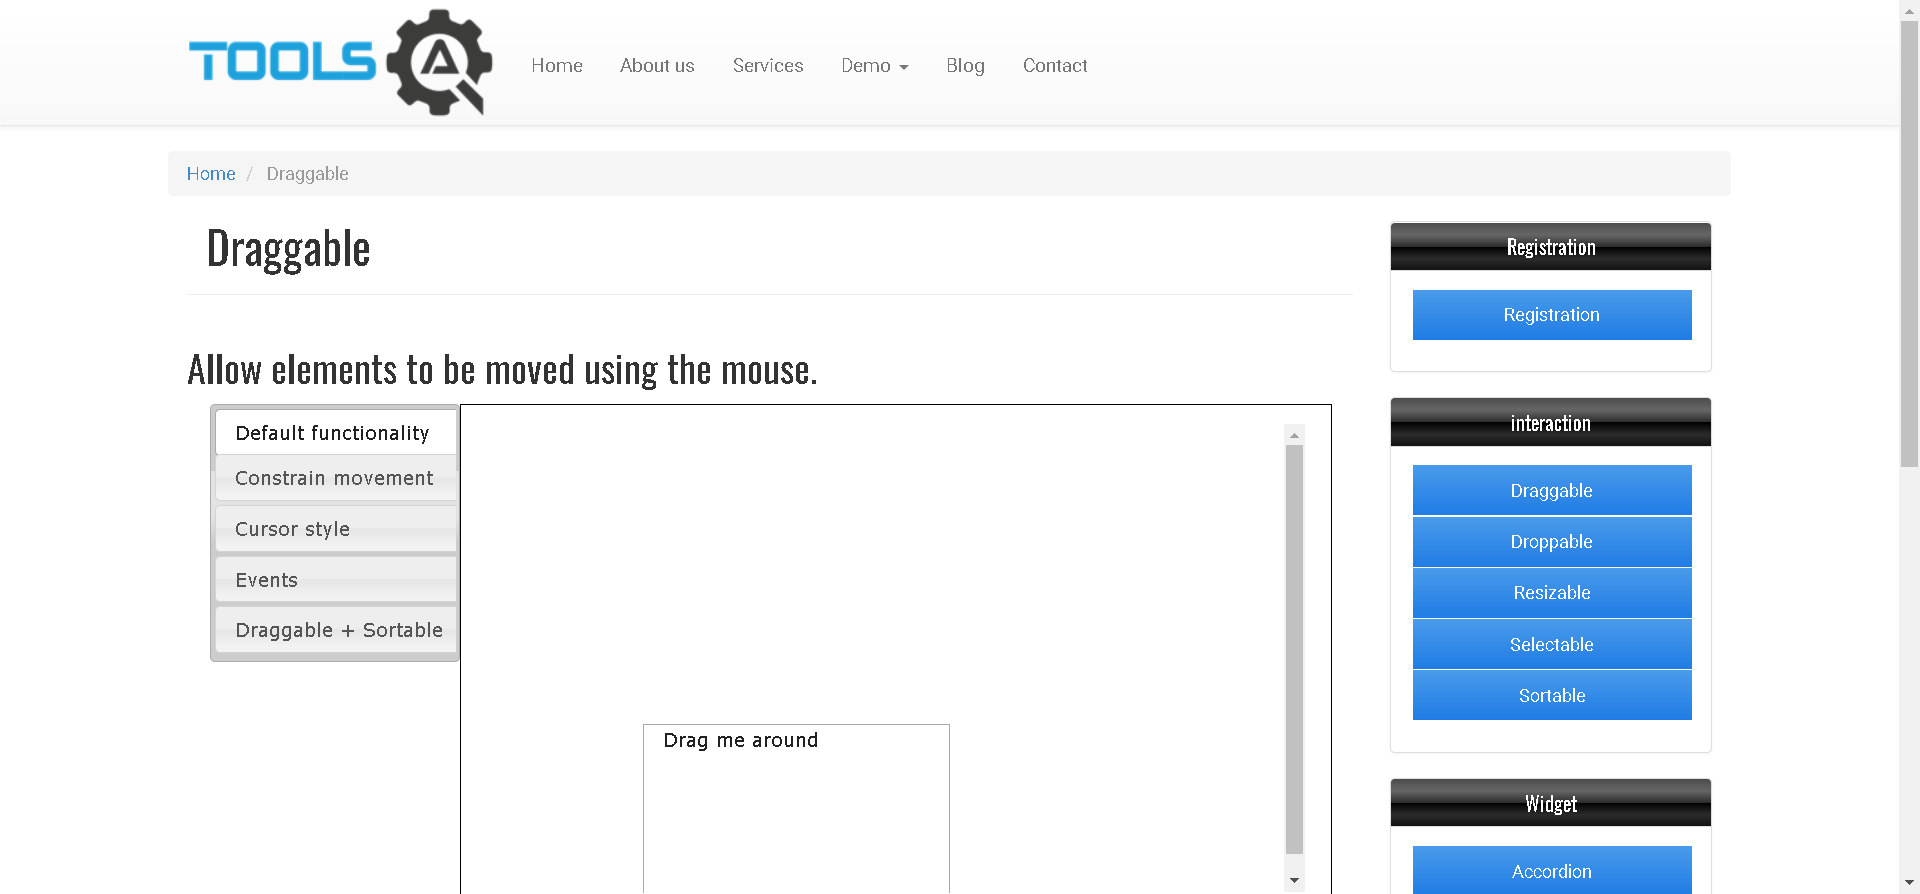 TOOLS QA
Home About us Services Demo Blog Contact
Home / Draggable
Draggable
Allow elements to be moved using the mouse.
Default functionality
Constrain movement
Cursor style
Events
Draggable + Sortable
Drag me around
Registration
Registration
interaction
Draggable
Droppable
Resizable
Selectable
Sortable
Widget
Accordion